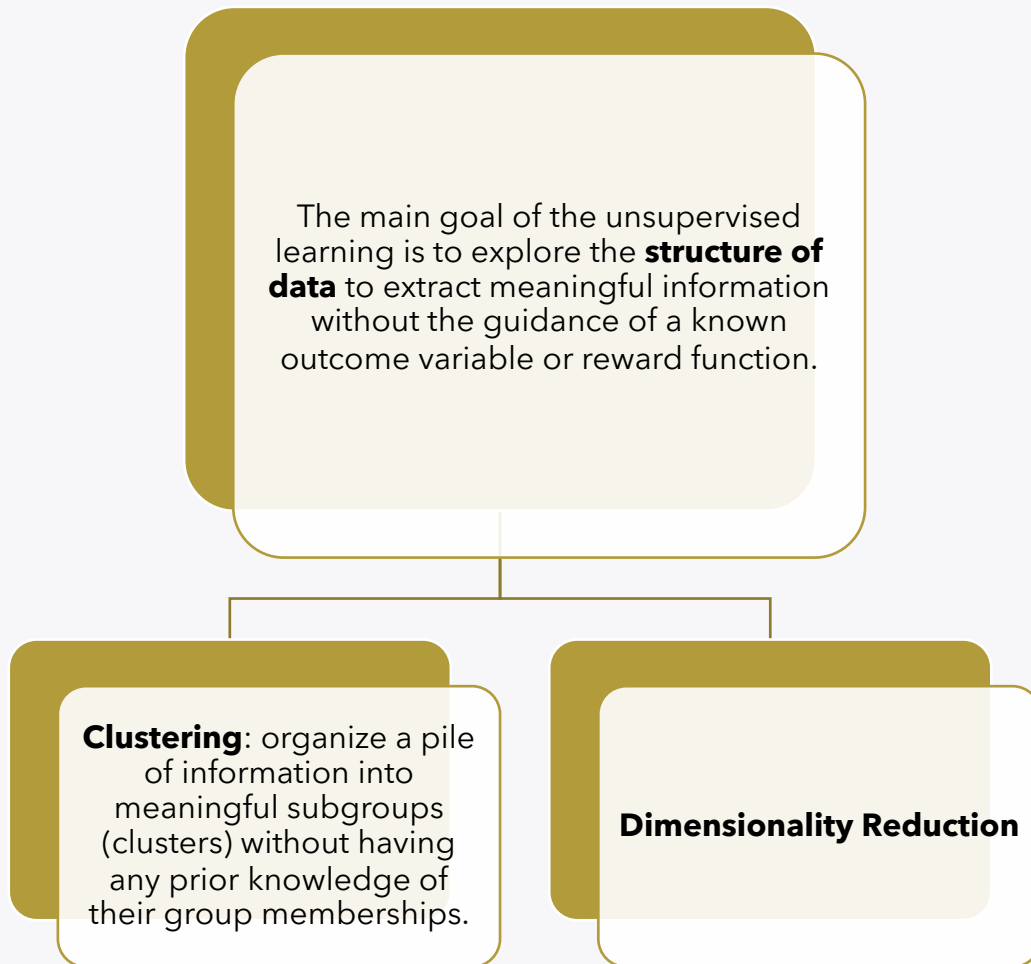 The main goal of the unsupervised
learning is to explore the structure of
data to extract meaningful information
without the guidance of a known
outcome variable or reward function.
Clustering: organize a pile
of information into
meaningful subgroups
(clusters) without having
any prior knowledge of
their group memberships.
Dimensionality Reduction